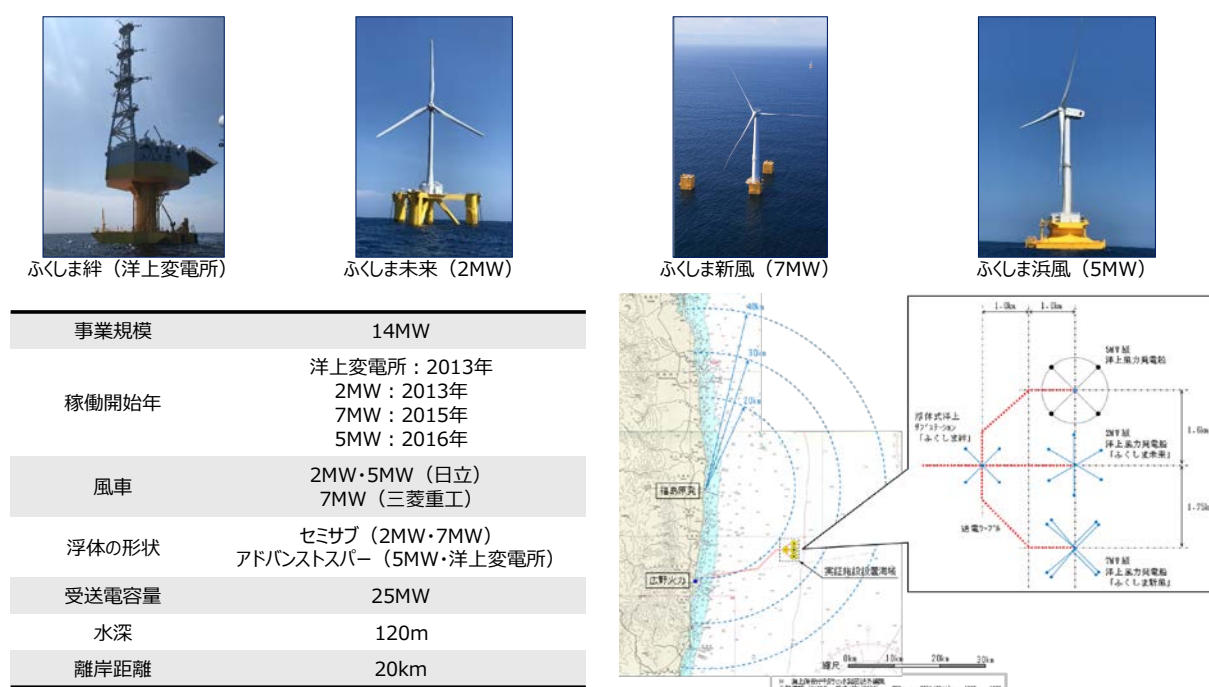 ふくしま絆（洋上変電所）
ふくしま未来（2MW）
ふくしま新風（7MW）
ふくしま浜風（5MW）
事業規模
14MW
稼働開始年
洋上変電所：2013年
2MW：2013年
7MW：2015年
5MW：2016年
風車
2MW･5MW（日立）
7MW（三菱重工）
浮体の形状
セミサブ（2MW･7MW）
アドバンストスパー（5MW･洋上変電所）
受送電容量
25MW
水深
120m
離岸距離
20km
40km
30km
20km
福島原発
広野火力
実証施設設置海域
縮尺
0km
10km
20km
30km
1.0km
1.0km
5MW級
洋上風力発電船
浮体式洋上
ｻﾌﾞｽﾃｰｼｮﾝ
「ふくしま絆」
2MW級
洋上風力発電船
「ふくしま未来」
1.6km
1.75k
送電ｹｰﾌﾞﾙ
7MW級
洋上風力発電船
「ふくしま新風」